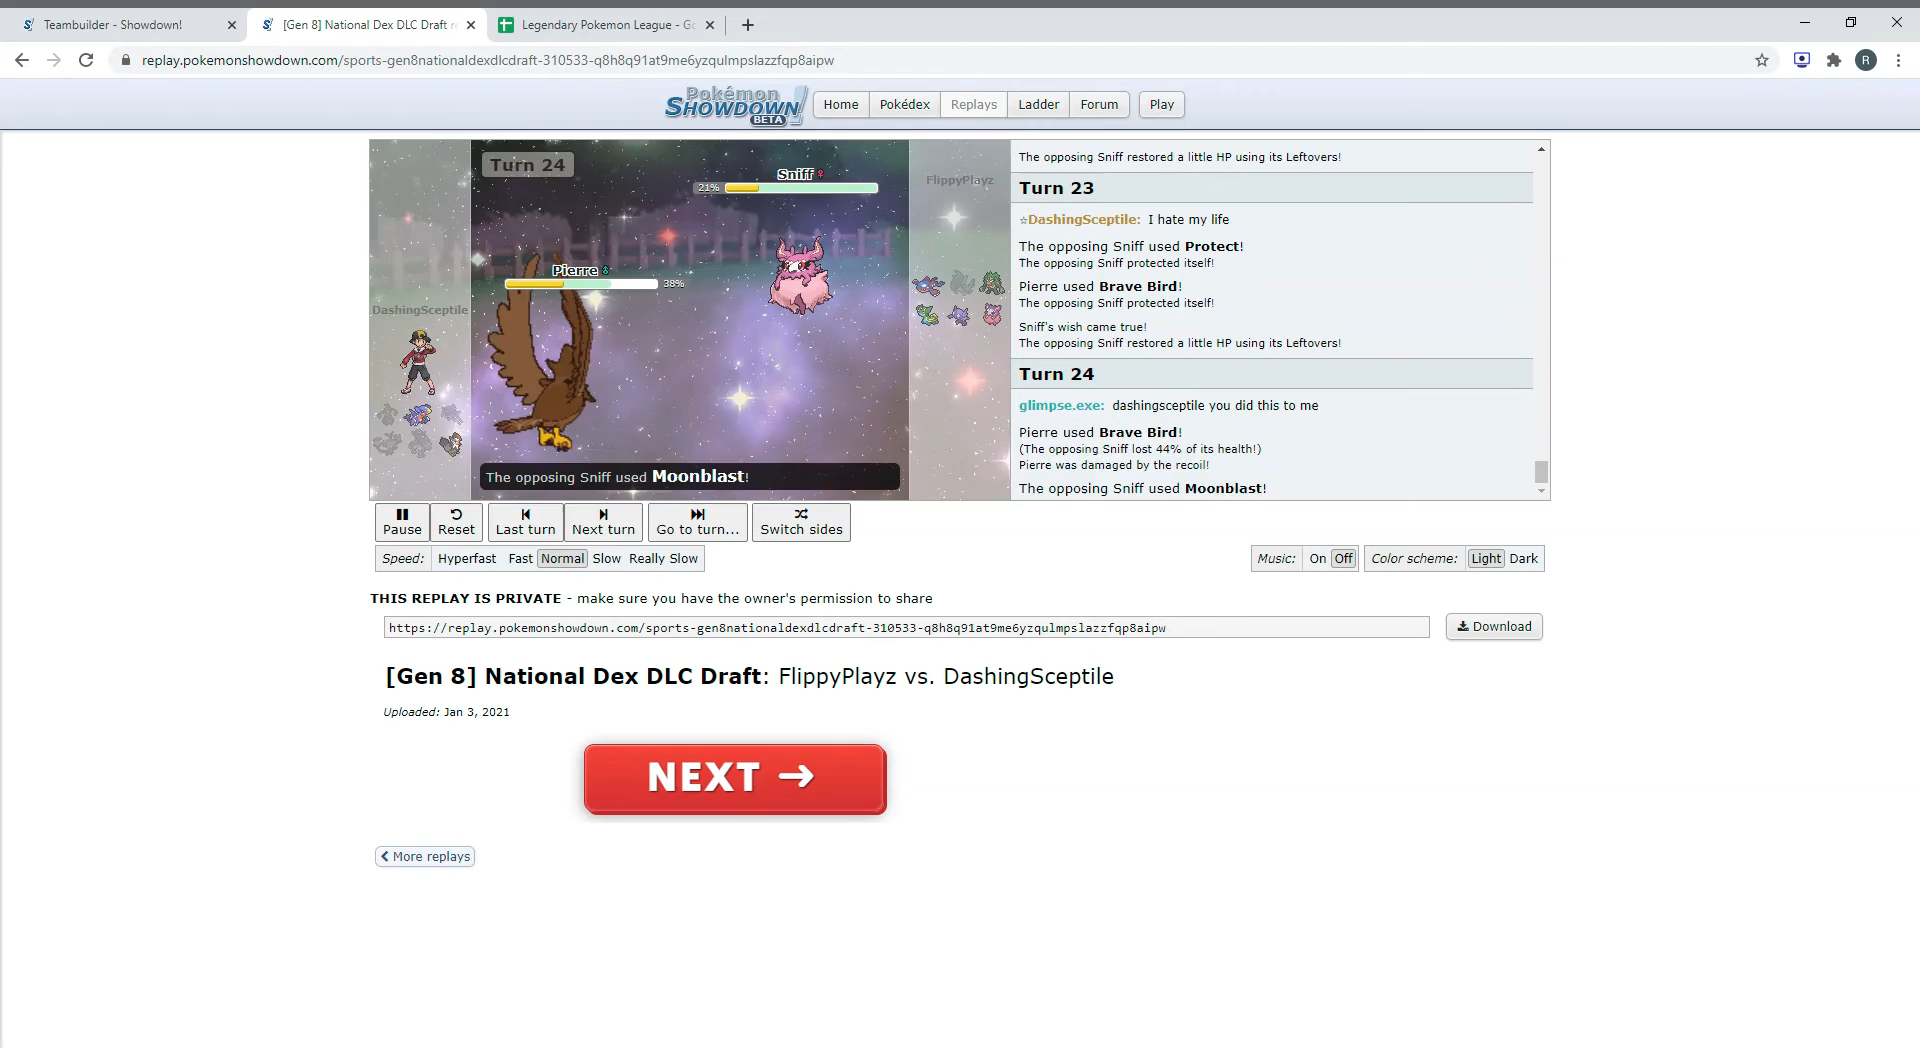 Teambuilder - Showdown!
[Gen 8] National Dex DLC Draft re
Legendary Pokemon League - Go
replay.pokemonshowdown.com/sports-gen8nationaldexdlcdraft-310533-q8h8q91at9me6yzqulmpslazzfqp8aipw
R
Pokémon
SHOWDOWN!
BETA
Home
Pokédex
Replays
Ladder
Forum
Play
Turn 24
Sniff
21%
Pierre
38%
DashingSceptile
FlippyPlayz
The opposing Sniff used Moonblast!
The opposing Sniff restored a little HP using its Leftovers!
Turn 23
☆DashingSceptile: I hate my life
The opposing Sniff used Protect!
The opposing Sniff protected itself!
Pierre used Brave Bird!
The opposing Sniff protected itself!
Sniff's wish came true!
The opposing Sniff restored a little HP using its Leftovers!
Turn 24
glimpse.exe: dashingsceptile you did this to me
Pierre used Brave Bird!
(The opposing Sniff lost 44% of its health!)
Pierre was damaged by the recoil!
The opposing Sniff used Moonblast!
Pause
Reset
Last turn
Next turn
Go to turn...
Switch sides
Speed: Hyperfast Fast Normal Slow Really Slow
Music: On Off
Color scheme: Light Dark
THIS REPLAY IS PRIVATE - make sure you have the owner's permission to share
https://replay.pokemonshowdown.com/sports-gen8nationaldexdlcdraft-310533-q8h8q91at9me6yzqulmpslazzfqp8aipw
Download
[Gen 8] National Dex DLC Draft: FlippyPlayz vs. DashingSceptile
Uploaded: Jan 3, 2021
NEXT →
More replays